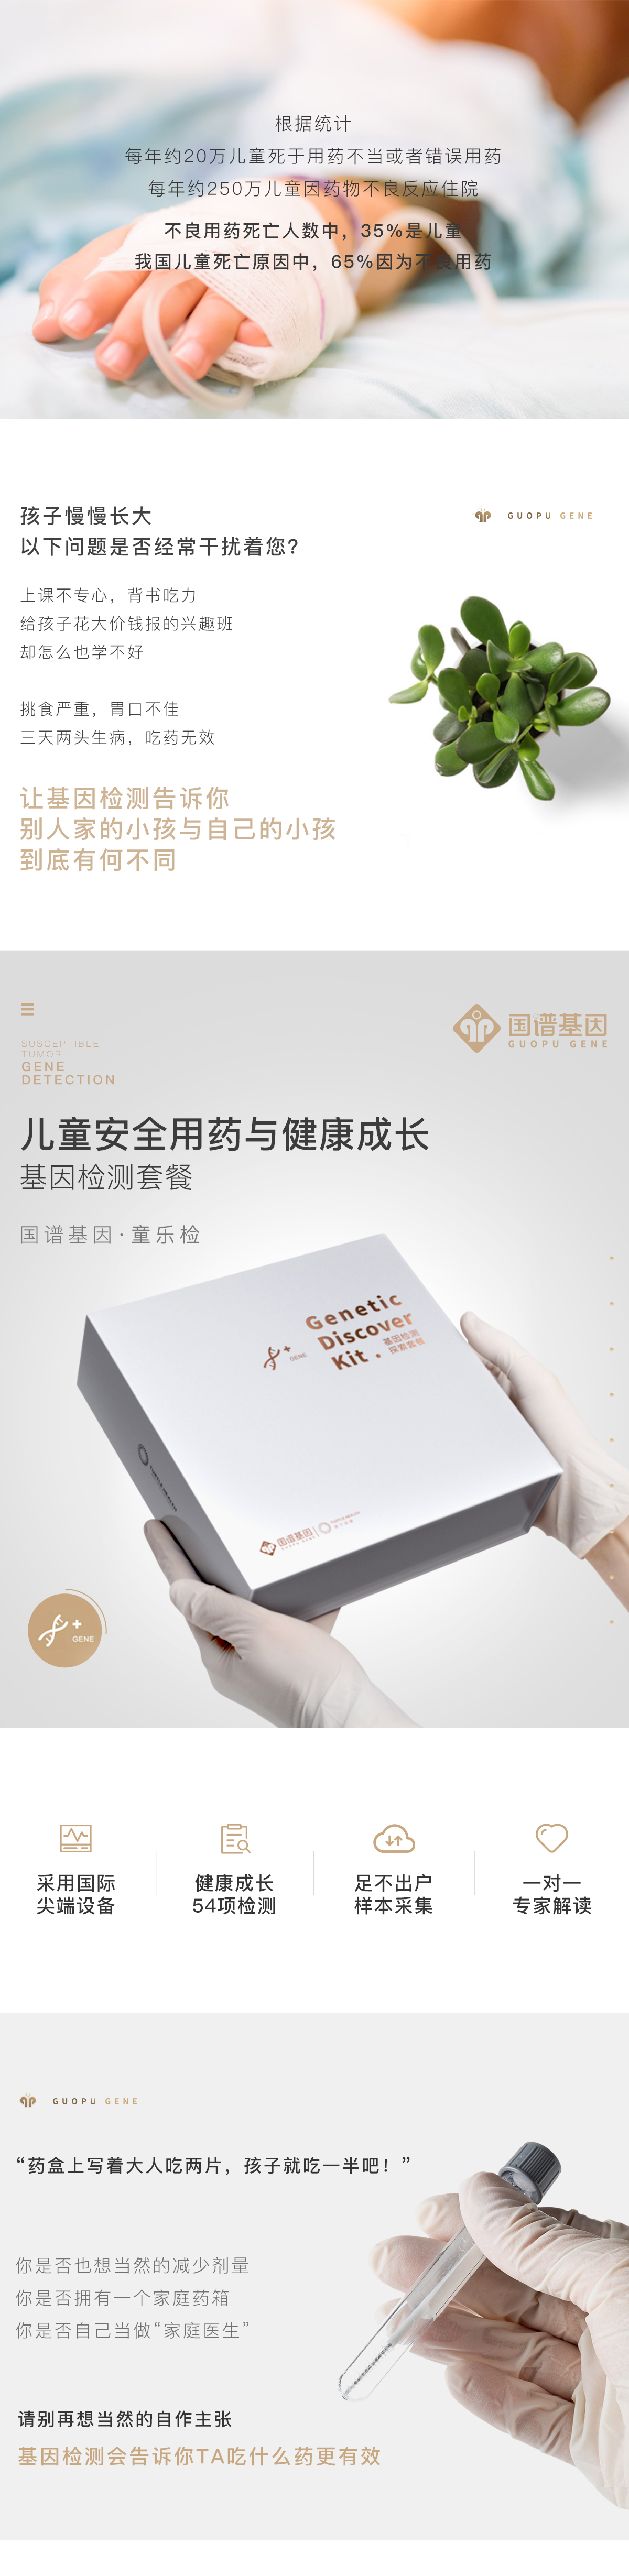 根据统计
每年约20万儿童死于用药不当或者错误用药
每年约250万儿童因药物不良反应住院
不良用药死亡人数中，35%是儿童
我国儿童死亡原因中，65%因为不良用药
孩子慢慢长大
以下问题是否经常干扰着您?
GUOPU GENE
上课不专心，背书吃力
给孩子花大价钱报的兴趣班
却怎么也学不好
挑食严重，胃口不佳
三天两头生病，吃药无效
让基因检测告诉你
别人家的小孩与自己的小孩
到底有何不同
SUSCEPTIBLE
TUMOR
GENE
DETECTION
国谱基因
GUOPU GENE
儿童安全用药与健康成长
基因检测套餐
国谱基因·童乐检
Genetic
Discover
Kit .
基因检测
探索套餐
GENE
国谱基因
GENE
采用国际
尖端设备
健康成长
54项检测
足不出户
样本采集
一对一
专家解读
GUOPU GENE
“药盒上写着大人吃两片，孩子就吃一半吧！”
你是否也想当然的减少剂量
你是否拥有一个家庭药箱
你是否自己当做“家庭医生”
请别再想当然的自作主张
基因检测会告诉你TA吃什么药更有效